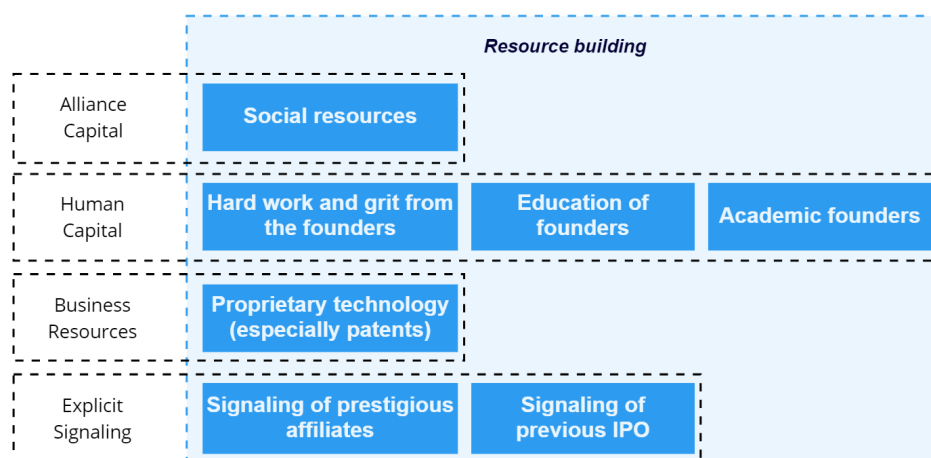 Resource building
Alliance
Capital
Social resources
Human
Capital
Hard work and grit from
the founders
Education of
founders
Academic founders
Business
Resources
Proprietary technology
(especially patents)
Explicit
Signaling
Signaling of prestigious
affiliates
Signaling of
previous IPO